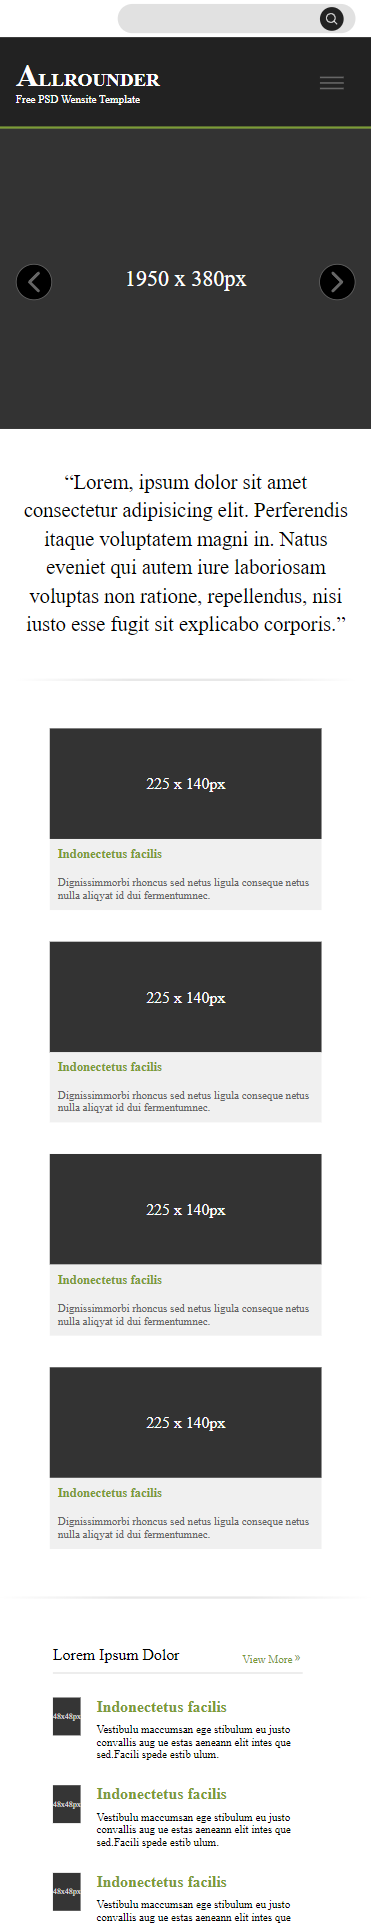 ALLROUNDER
Free PSD Wensite Template
1950 x 380px
“Lorem, ipsum dolor sit amet
consectetur adipisicing elit. Perferendis
itaque voluptatem magni in. Natus
eveniet qui autem iure laboriosam
voluptas non ratione, repellendus, nisi
iusto esse fugit sit explicabo corporis.”
225 x 140px
Indonectetus facilis
Dignissimmorbi rhoncus sed netus ligula conseque netus
nulla aliqyat id dui fermentumnec.
225 x 140px
Indonectetus facilis
Dignissimmorbi rhoncus sed netus ligula conseque netus
nulla aliqyat id dui fermentumnec.
225 x 140px
Indonectetus facilis
Dignissimmorbi rhoncus sed netus ligula conseque netus
nulla aliqyat id dui fermentumnec.
225 x 140px
Indonectetus facilis
Dignissimmorbi rhoncus sed netus ligula conseque netus
nulla aliqyat id dui fermentumnec.
Lorem Ipsum Dolor
View More »
48x48px
Indonectetus facilis
Vestibulu maccumsan ege stibulum eu justo
convallis aug ue estas aeneann elit intes que
sed.Facili spede estib ulum.
48x48px
Indonectetus facilis
Vestibulu maccumsan ege stibulum eu justo
convallis aug ue estas aeneann elit intes que
sed.Facili spede estib ulum.
48x48px
Indonectetus facilis
Vestibulu maccumsan ege stibulum eu justo
convallis aug ue estas aeneann elit intes que